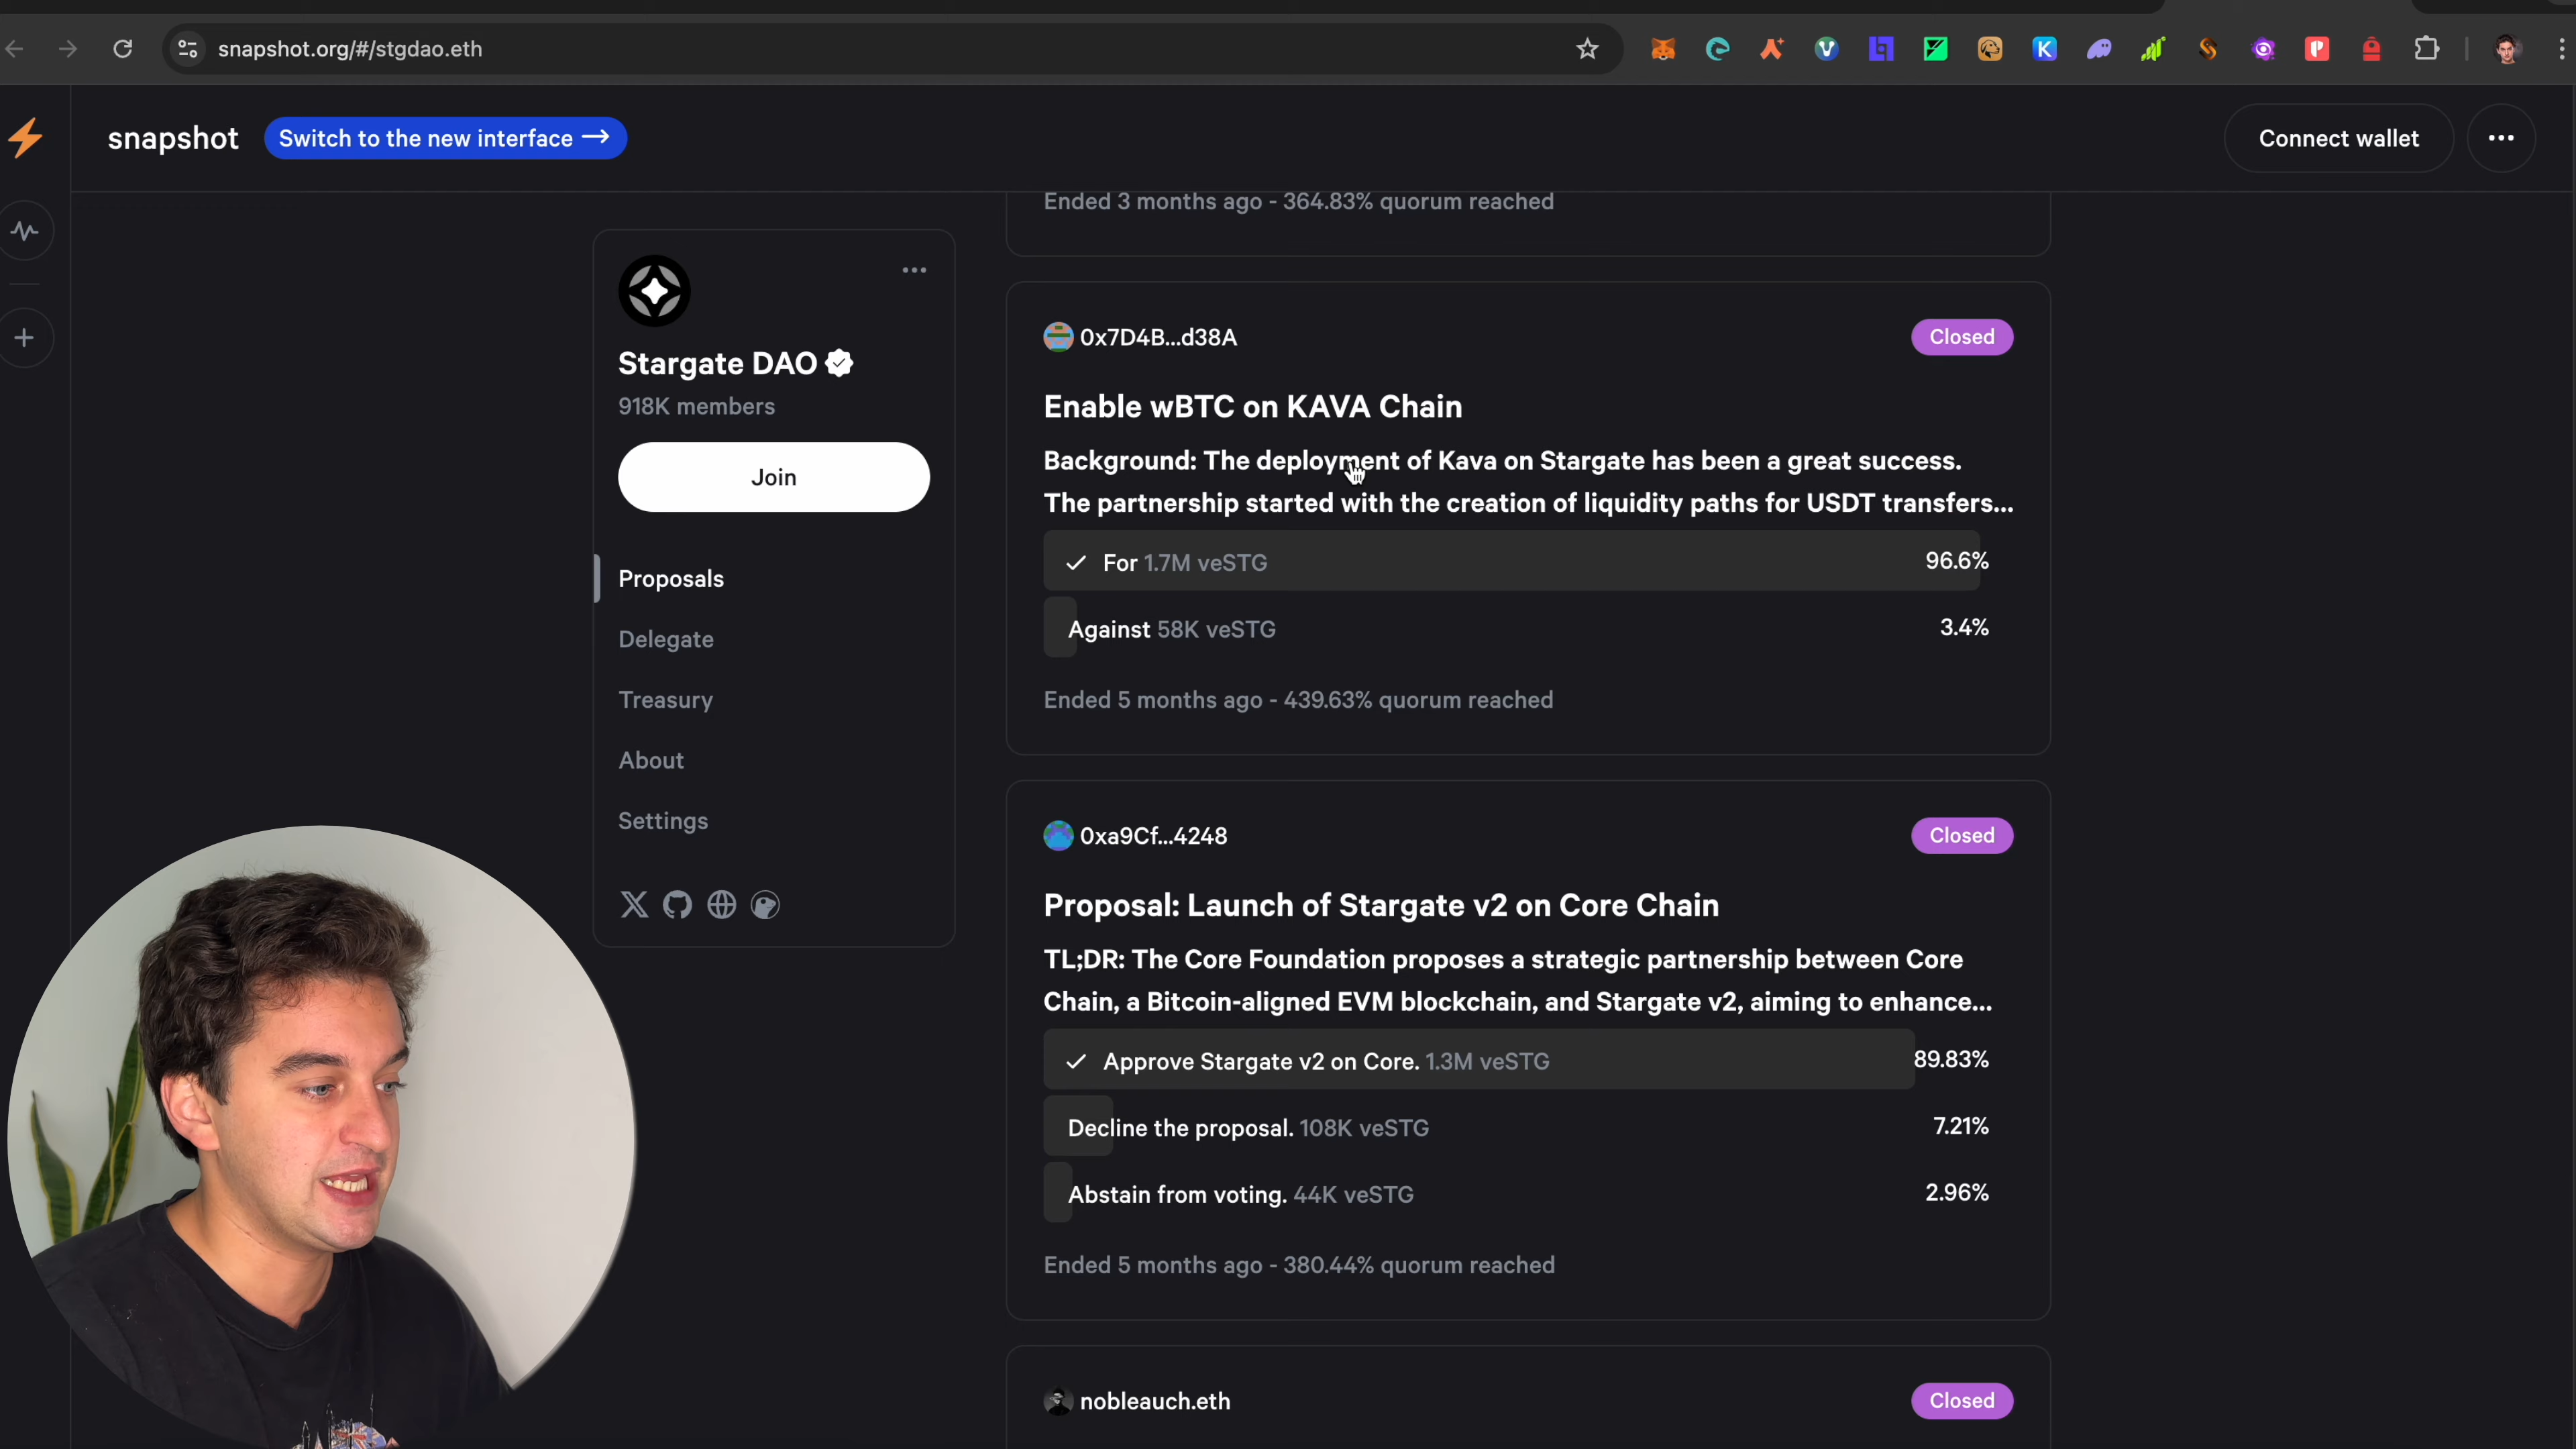 snapshot.org/#/stgdao.eth
snapshot
Switch to the new interface →
Connect wallet
Stargate DAO
918K members
Join
Proposals
Delegate
Treasury
About
Settings
Ended 3 months ago - 364.83% quorum reached
0x7D4B...d38A
Closed
Enable wBTC on KAVA Chain
Background: The deployment of Kava on Stargate has been a great success.
The partnership started with the creation of liquidity paths for USDT transfers...
For 1.7M veSTG 96.6%
Against 58K veSTG 3.4%
Ended 5 months ago - 439.63% quorum reached
0xa9Cf...4248
Closed
Proposal: Launch of Stargate v2 on Core Chain
TL;DR: The Core Foundation proposes a strategic partnership between Core
Chain, a Bitcoin-aligned EVM blockchain, and Stargate v2, aiming to enhance...
Approve Stargate v2 on Core. 1.3M veSTG 89.83%
Decline the proposal. 108K veSTG 7.21%
Abstain from voting. 44K veSTG 2.96%
Ended 5 months ago - 380.44% quorum reached
nobleauch.eth
Closed